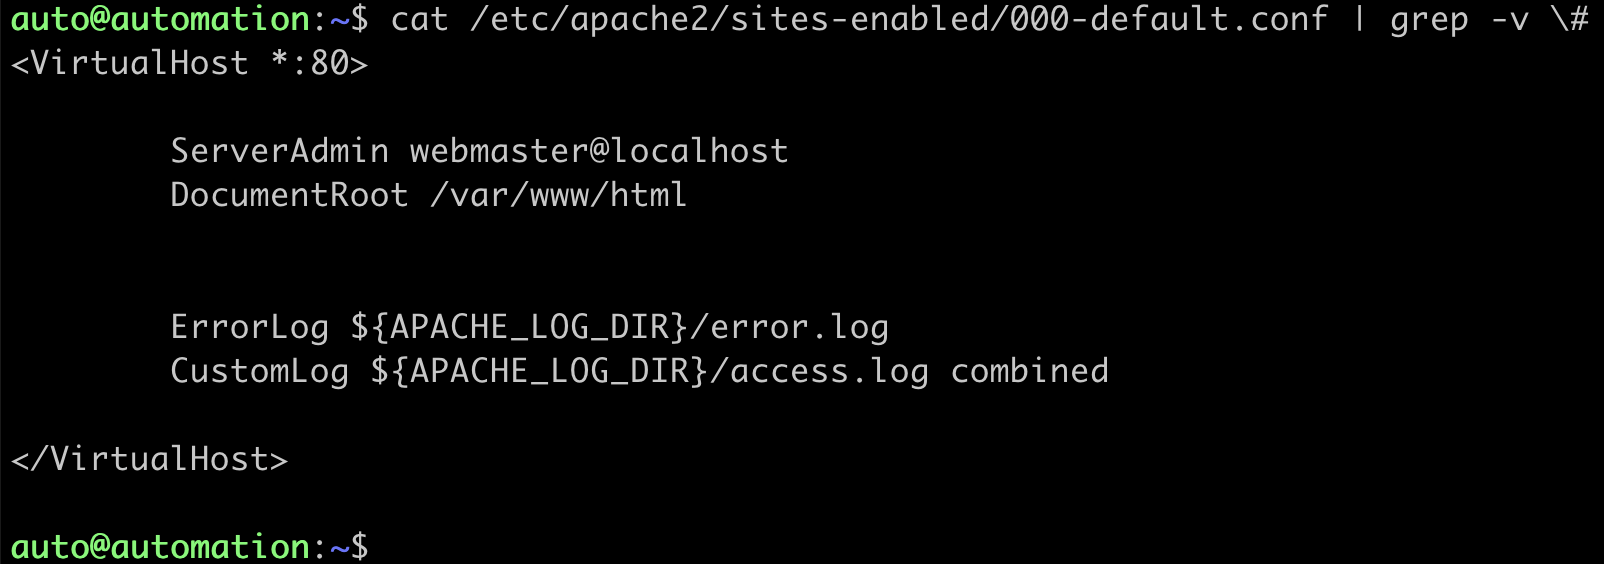 auto@automation:~$ cat /etc/apache2/sites-enabled/000-default.conf | grep -v \#
<VirtualHost *:80>
ServerAdmin webmaster@localhost
DocumentRoot /var/www/html
ErrorLog ${APACHE_LOG_DIR}/error.log
CustomLog ${APACHE_LOG_DIR}/access.log combined
</VirtualHost>
auto@automation:~$